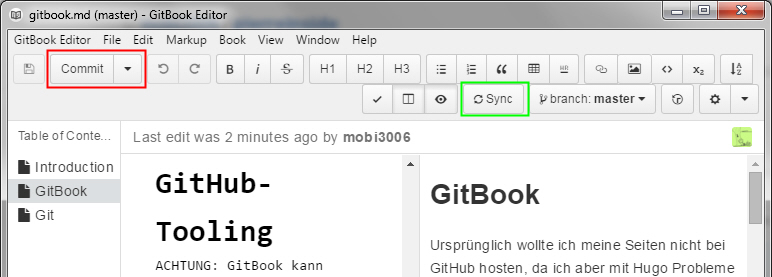 gitbook.md (master) - GitBook Editor
GitBook Editor File Edit Markup Book View Window Help
Commit B i S H1 H2 H3 x₂ A Z
Sync branch: master
Table of Conte... Last edit was 2 minutes ago by mobi3006
Introduction
GitBook
Git
GitHub-
Tooling
ACHTUNG: GitBook kann
GitBook
Ursprünglich wollte ich meine Seiten nicht bei
GitHub hosten, da ich aber mit Hugo Probleme